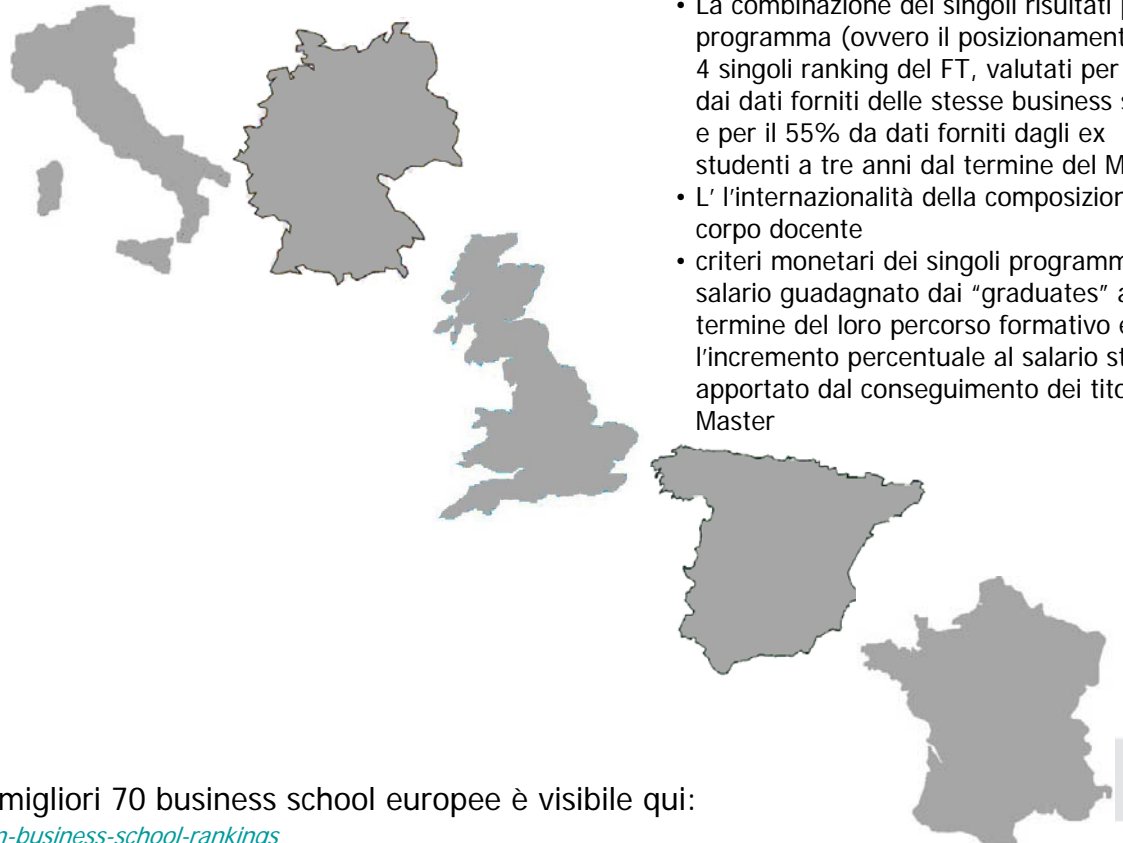 • La combinazione dei singoli risultati p
programma (ovvero il posizionament
4 singoli ranking del FT, valutati per
dai dati forniti delle stesse business s
e per il 55% da dati forniti dagli ex
studenti a tre anni dal termine del M
• L’ l’internazionalità della composizion
corpo docente
• criteri monetari dei singoli programm
salario guadagnato dai “graduates” a
termine del loro percorso formativo e
l’incremento percentuale al salario st
apportato dal conseguimento dei tito
Master
migliori 70 business school europee è visibile qui:
n-business-school-rankings